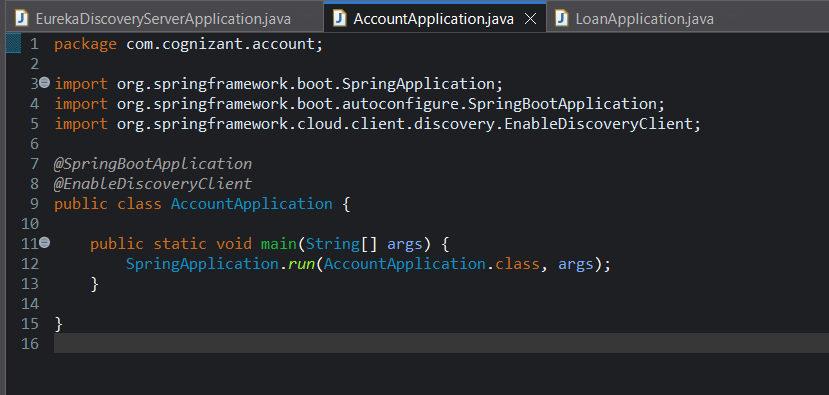 EurekaDiscoveryServerApplication.java AccountApplication.java LoanApplication.java
1 package com.cognizant.account;
2
3 import org.springframework.boot.SpringApplication;
4 import org.springframework.boot.autoconfigure.SpringBootApplication;
5 import org.springframework.cloud.client.discovery.EnableDiscoveryClient;
6
7 @SpringBootApplication
8 @EnableDiscoveryClient
9 public class AccountApplication {
10
11     public static void main(String[] args) {
12         SpringApplication.run(AccountApplication.class, args);
13     }
14
15 }
16